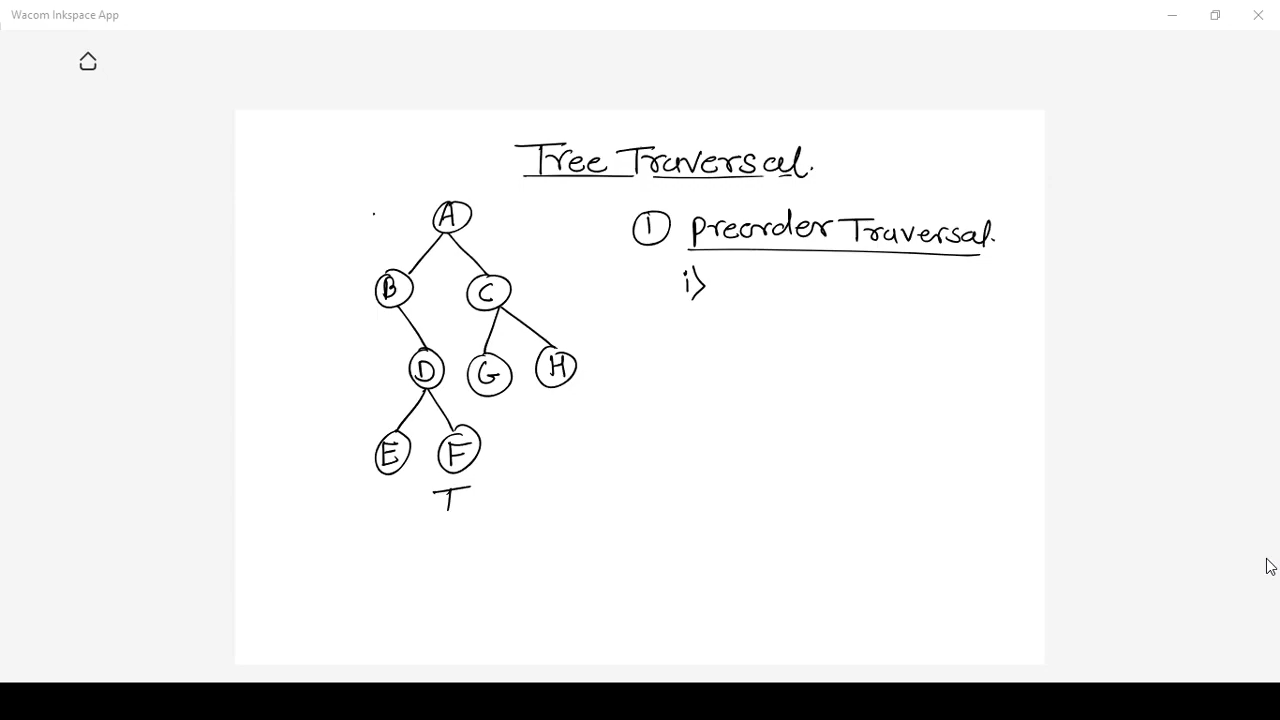 Wacom Inkspace App
Tree Traversal.
A
B
C
D
G
H
E
F
T
① Preorder Traversal.
i>